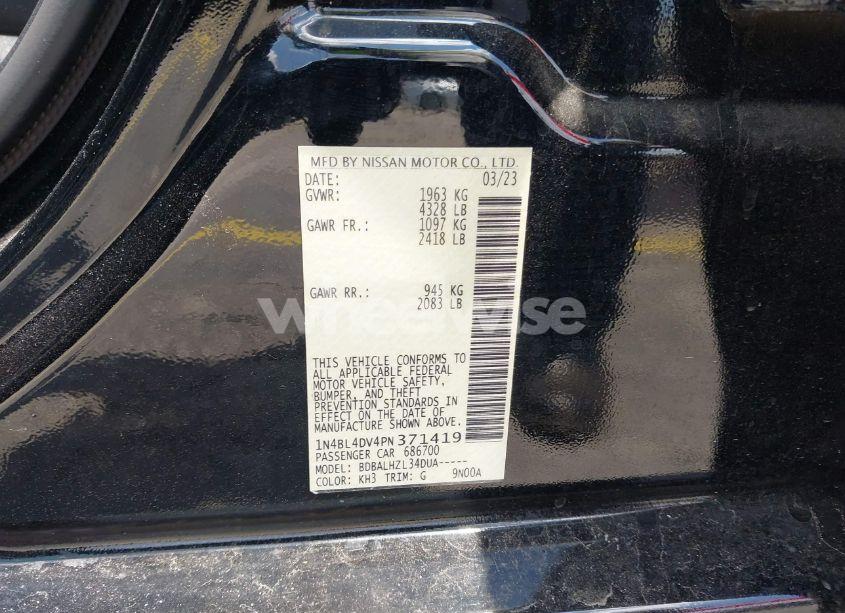 MFD BY NISSAN MOTOR CO., LTD.
DATE: 03/23
GVWR: 1963 KG
4328 LB
GAWR FR.: 1097 KG
2418 LB
GAWR RR.: 945 KG
2083 LB
wheelwise
THIS VEHICLE CONFORMS TO
ALL APPLICABLE FEDERAL
MOTOR VEHICLE SAFETY,
BUMPER, AND THEFT
PREVENTION STANDARDS IN
EFFECT ON THE DATE OF
MANUFACTURE SHOWN ABOVE.
1N4BL4DV4PN371419
PASSENGER CAR 686700
MODEL: BDBALHZL34DUA-----
COLOR: KH3 TRIM: G 9N00A